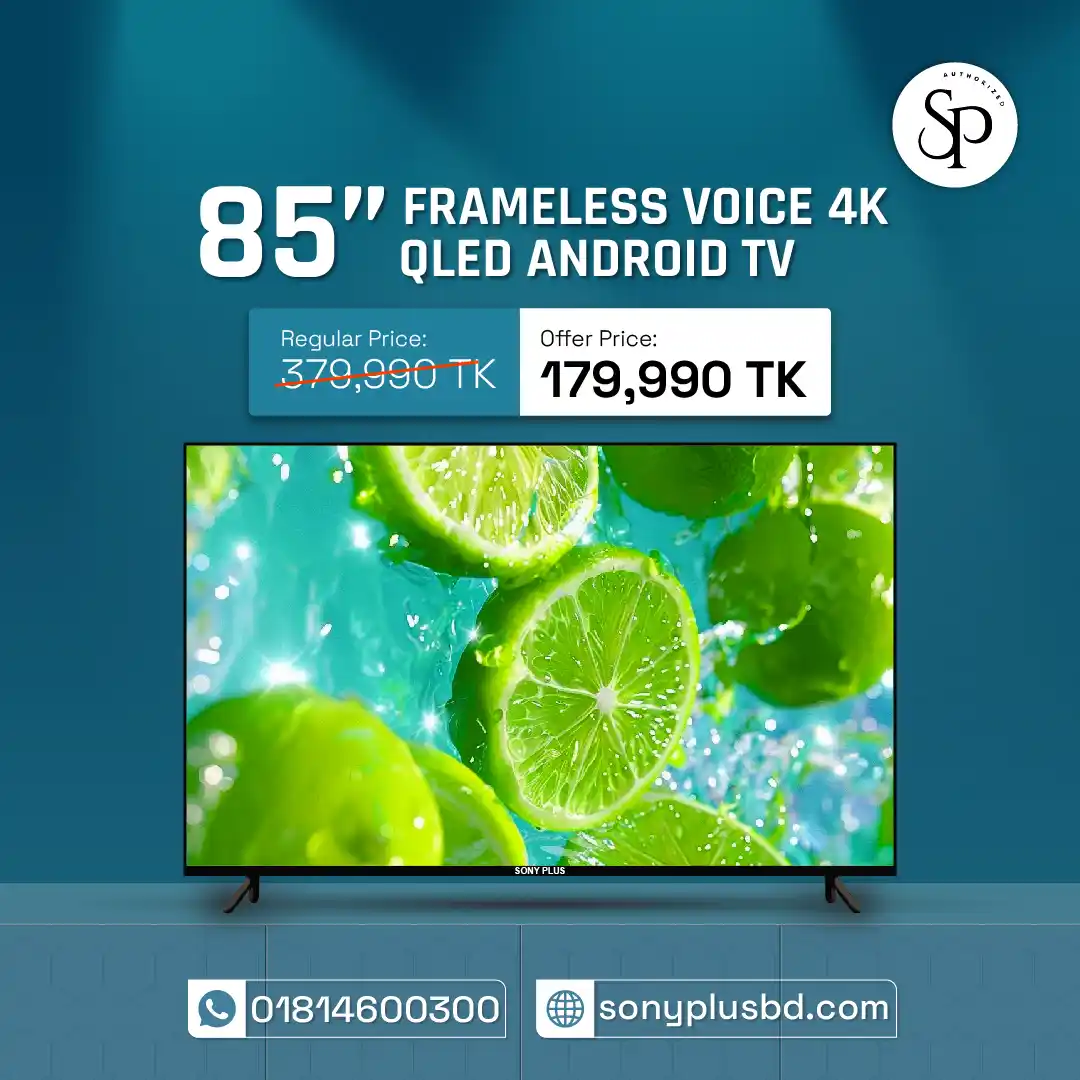 AUTHORIZED
SP
85" FRAMELESS VOICE 4K
QLED ANDROID TV
Regular Price:
379,990 TK
Offer Price:
179,990 TK
SONY PLUS
01814600300
sonyplusbd.com